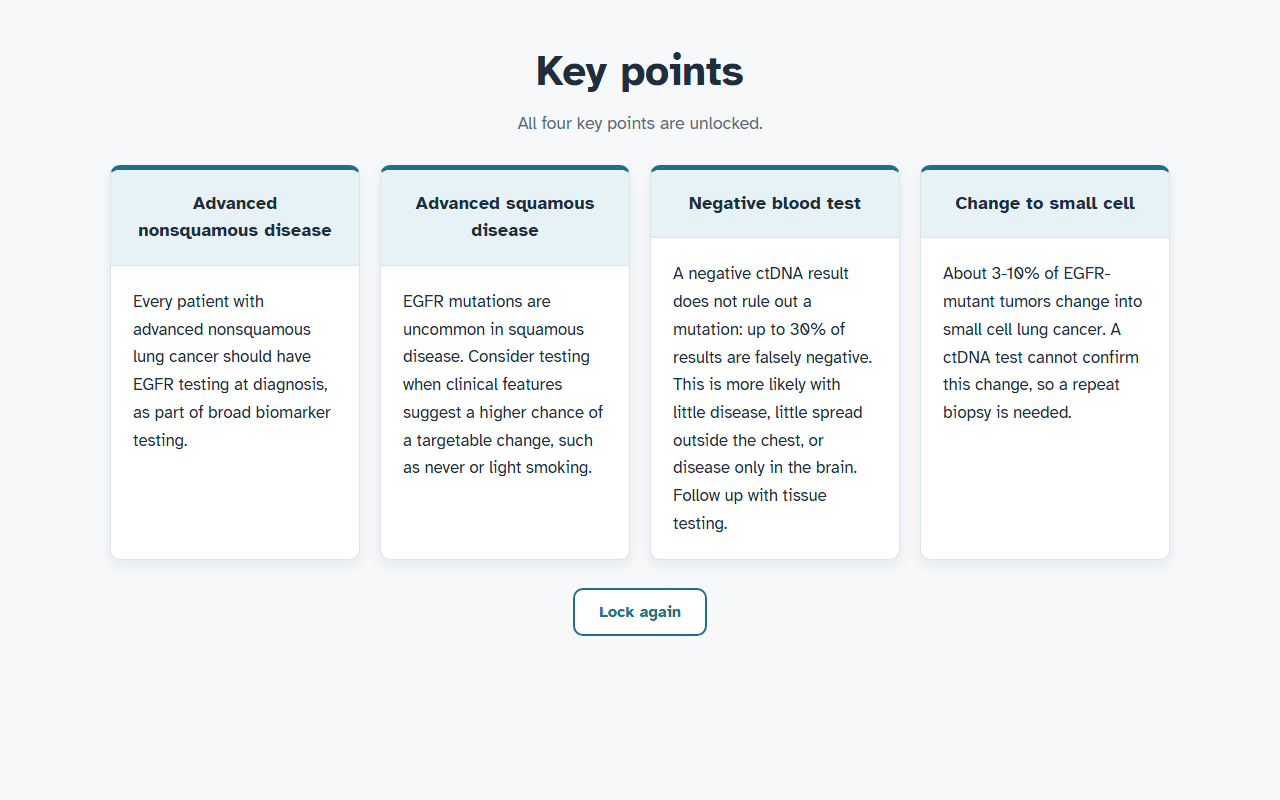 Key points
All four key points are unlocked.
Advanced
nonsquamous disease
Every patient with
advanced nonsquamous
lung cancer should have
EGFR testing at diagnosis,
as part of broad biomarker
testing.
Advanced squamous
disease
EGFR mutations are
uncommon in squamous
disease. Consider testing
when clinical features
suggest a higher chance of
a targetable change, such
as never or light smoking.
Negative blood test
A negative ctDNA result
does not rule out a
mutation: up to 30% of
results are falsely negative.
This is more likely with
little disease, little spread
outside the chest, or
disease only in the brain.
Follow up with tissue
testing.
Change to small cell
About 3-10% of EGFR-
mutant tumors change into
small cell lung cancer. A
ctDNA test cannot confirm
this change, so a repeat
biopsy is needed.
Lock again